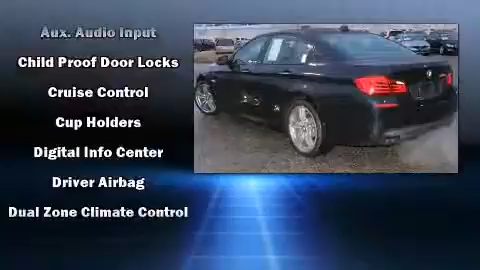 Aux. Audio Input
Child Proof Door Locks
Cruise Control
Cup Holders
Digital Info Center
Driver Airbag
Dual Zone Climate Control